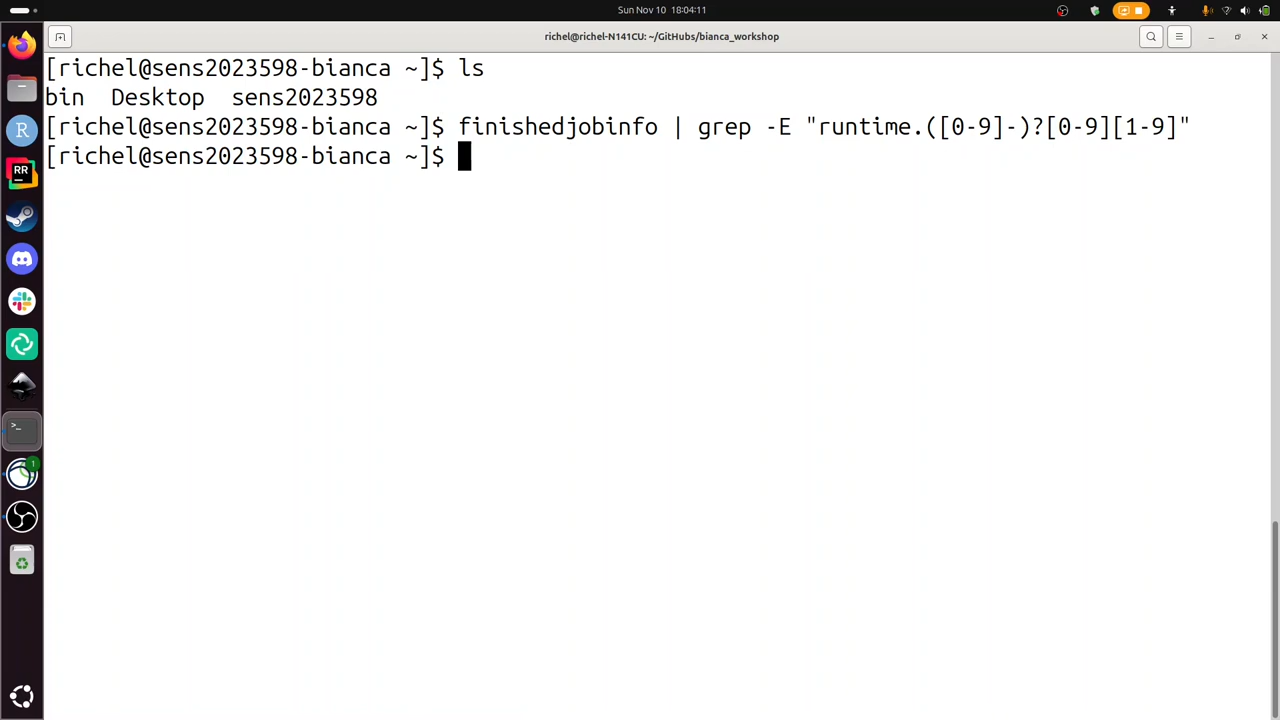 Sun Nov 10 18:04:11
richel@richel-N141CU: ~/GitHubs/bianca_workshop
[richel@sens2023598-bianca ~]$ ls
bin Desktop sens2023598
[richel@sens2023598-bianca ~]$ finishedjobinfo | grep -E "runtime.([0-9]-)?[0-9][1-9]"
[richel@sens2023598-bianca ~]$
R
RR
>_
1